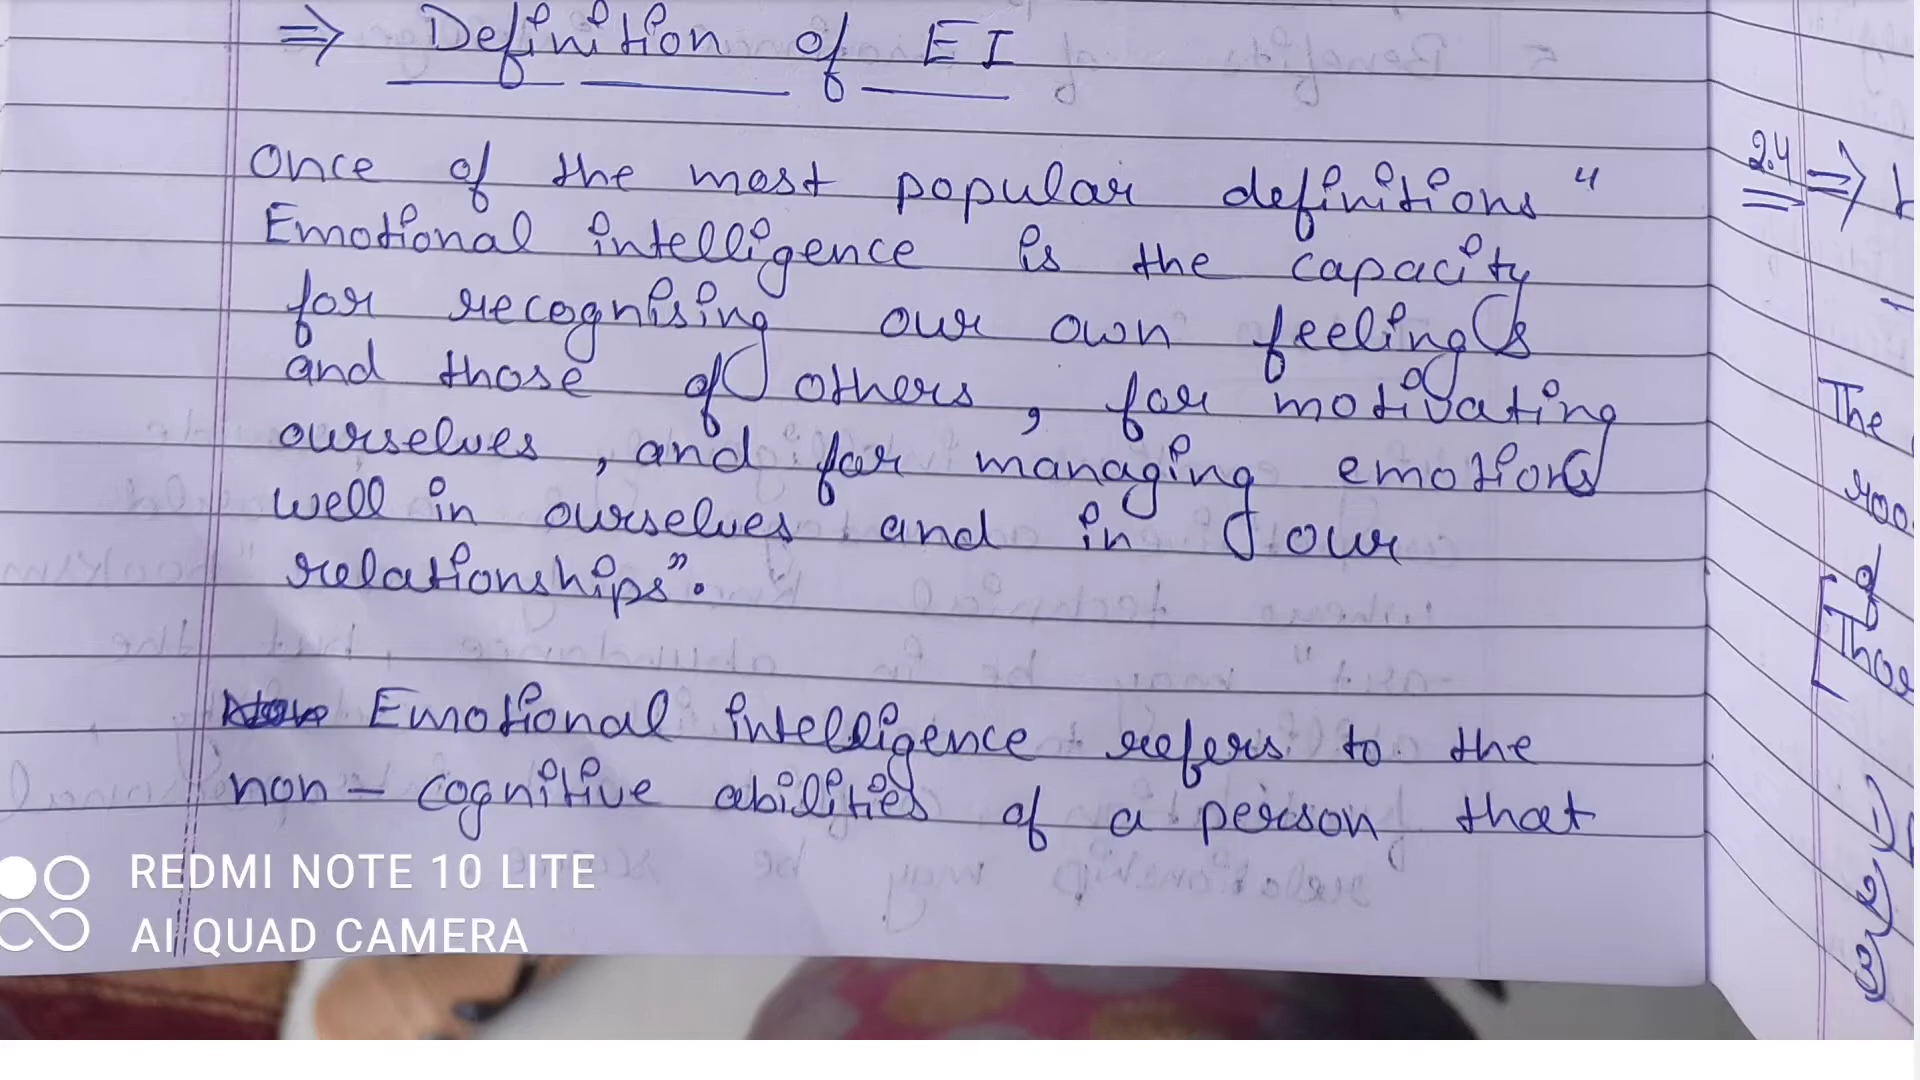 ⇒ Definition of EI
Once of the most popular definitions "
Emotional intelligence is the capacity
for recognising our own feelings
and those of others, for motivating
ourselves, and for managing emotions
well in ourselves and in our
relationships".
Emotional intelligence refers to the
non - cognitive abilities of a person that
2.4 ⇒
The
Thos
REDMI NOTE 10 LITE
AI QUAD CAMERA